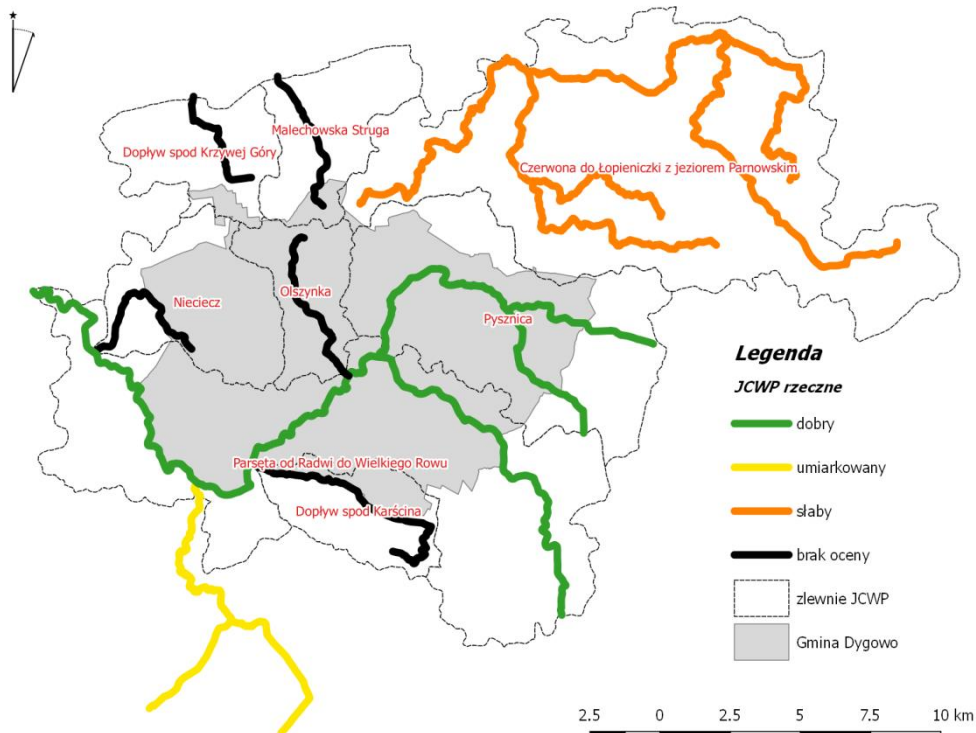 Malechowska Struga
Dopływ spod Krzywej Góry
Czerwona do Łopieniczki z jeziorem Parnowskim
Olszynka
Nieciecz
Pysznica
Parsęta od Radwi do Wielkiego Rowu
Dopływ spod Karścina
Legenda
JCWP rzeczne
dobry
umiarkowany
słaby
brak oceny
zlewnie JCWP
Gmina Dygowo
2.5 0 2.5 5 7.5 10 km